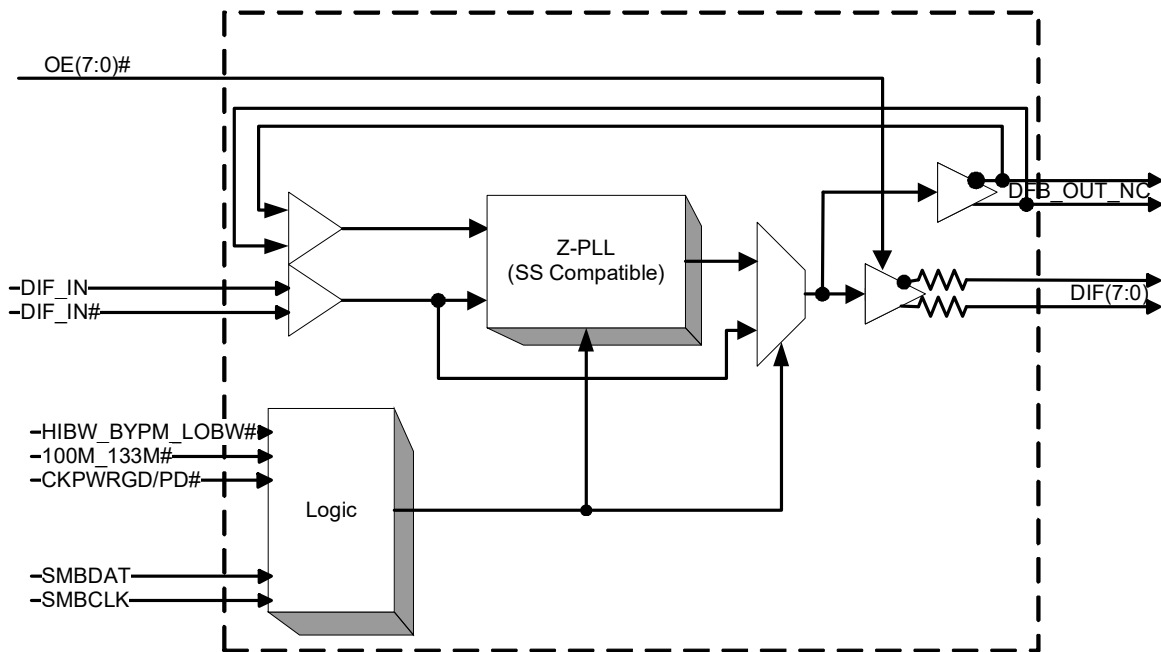 OE(7:0)#
DFB_OUT_NC
Z-PLL
(SS Compatible)
DIF_IN
DIF_IN#
DIF(7:0)
HIBW_BYPM_LOBW#
100M_133M#
CKPWRGD/PD#
Logic
SMBDAT
SMBCLK